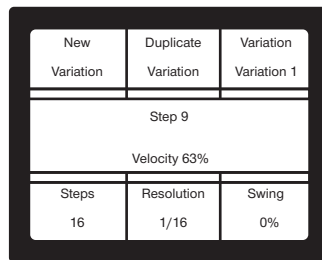 New Duplicate Variation
Variation Variation Variation 1
Step 9
Velocity 63%
Steps Resolution Swing
16 1/16 0%